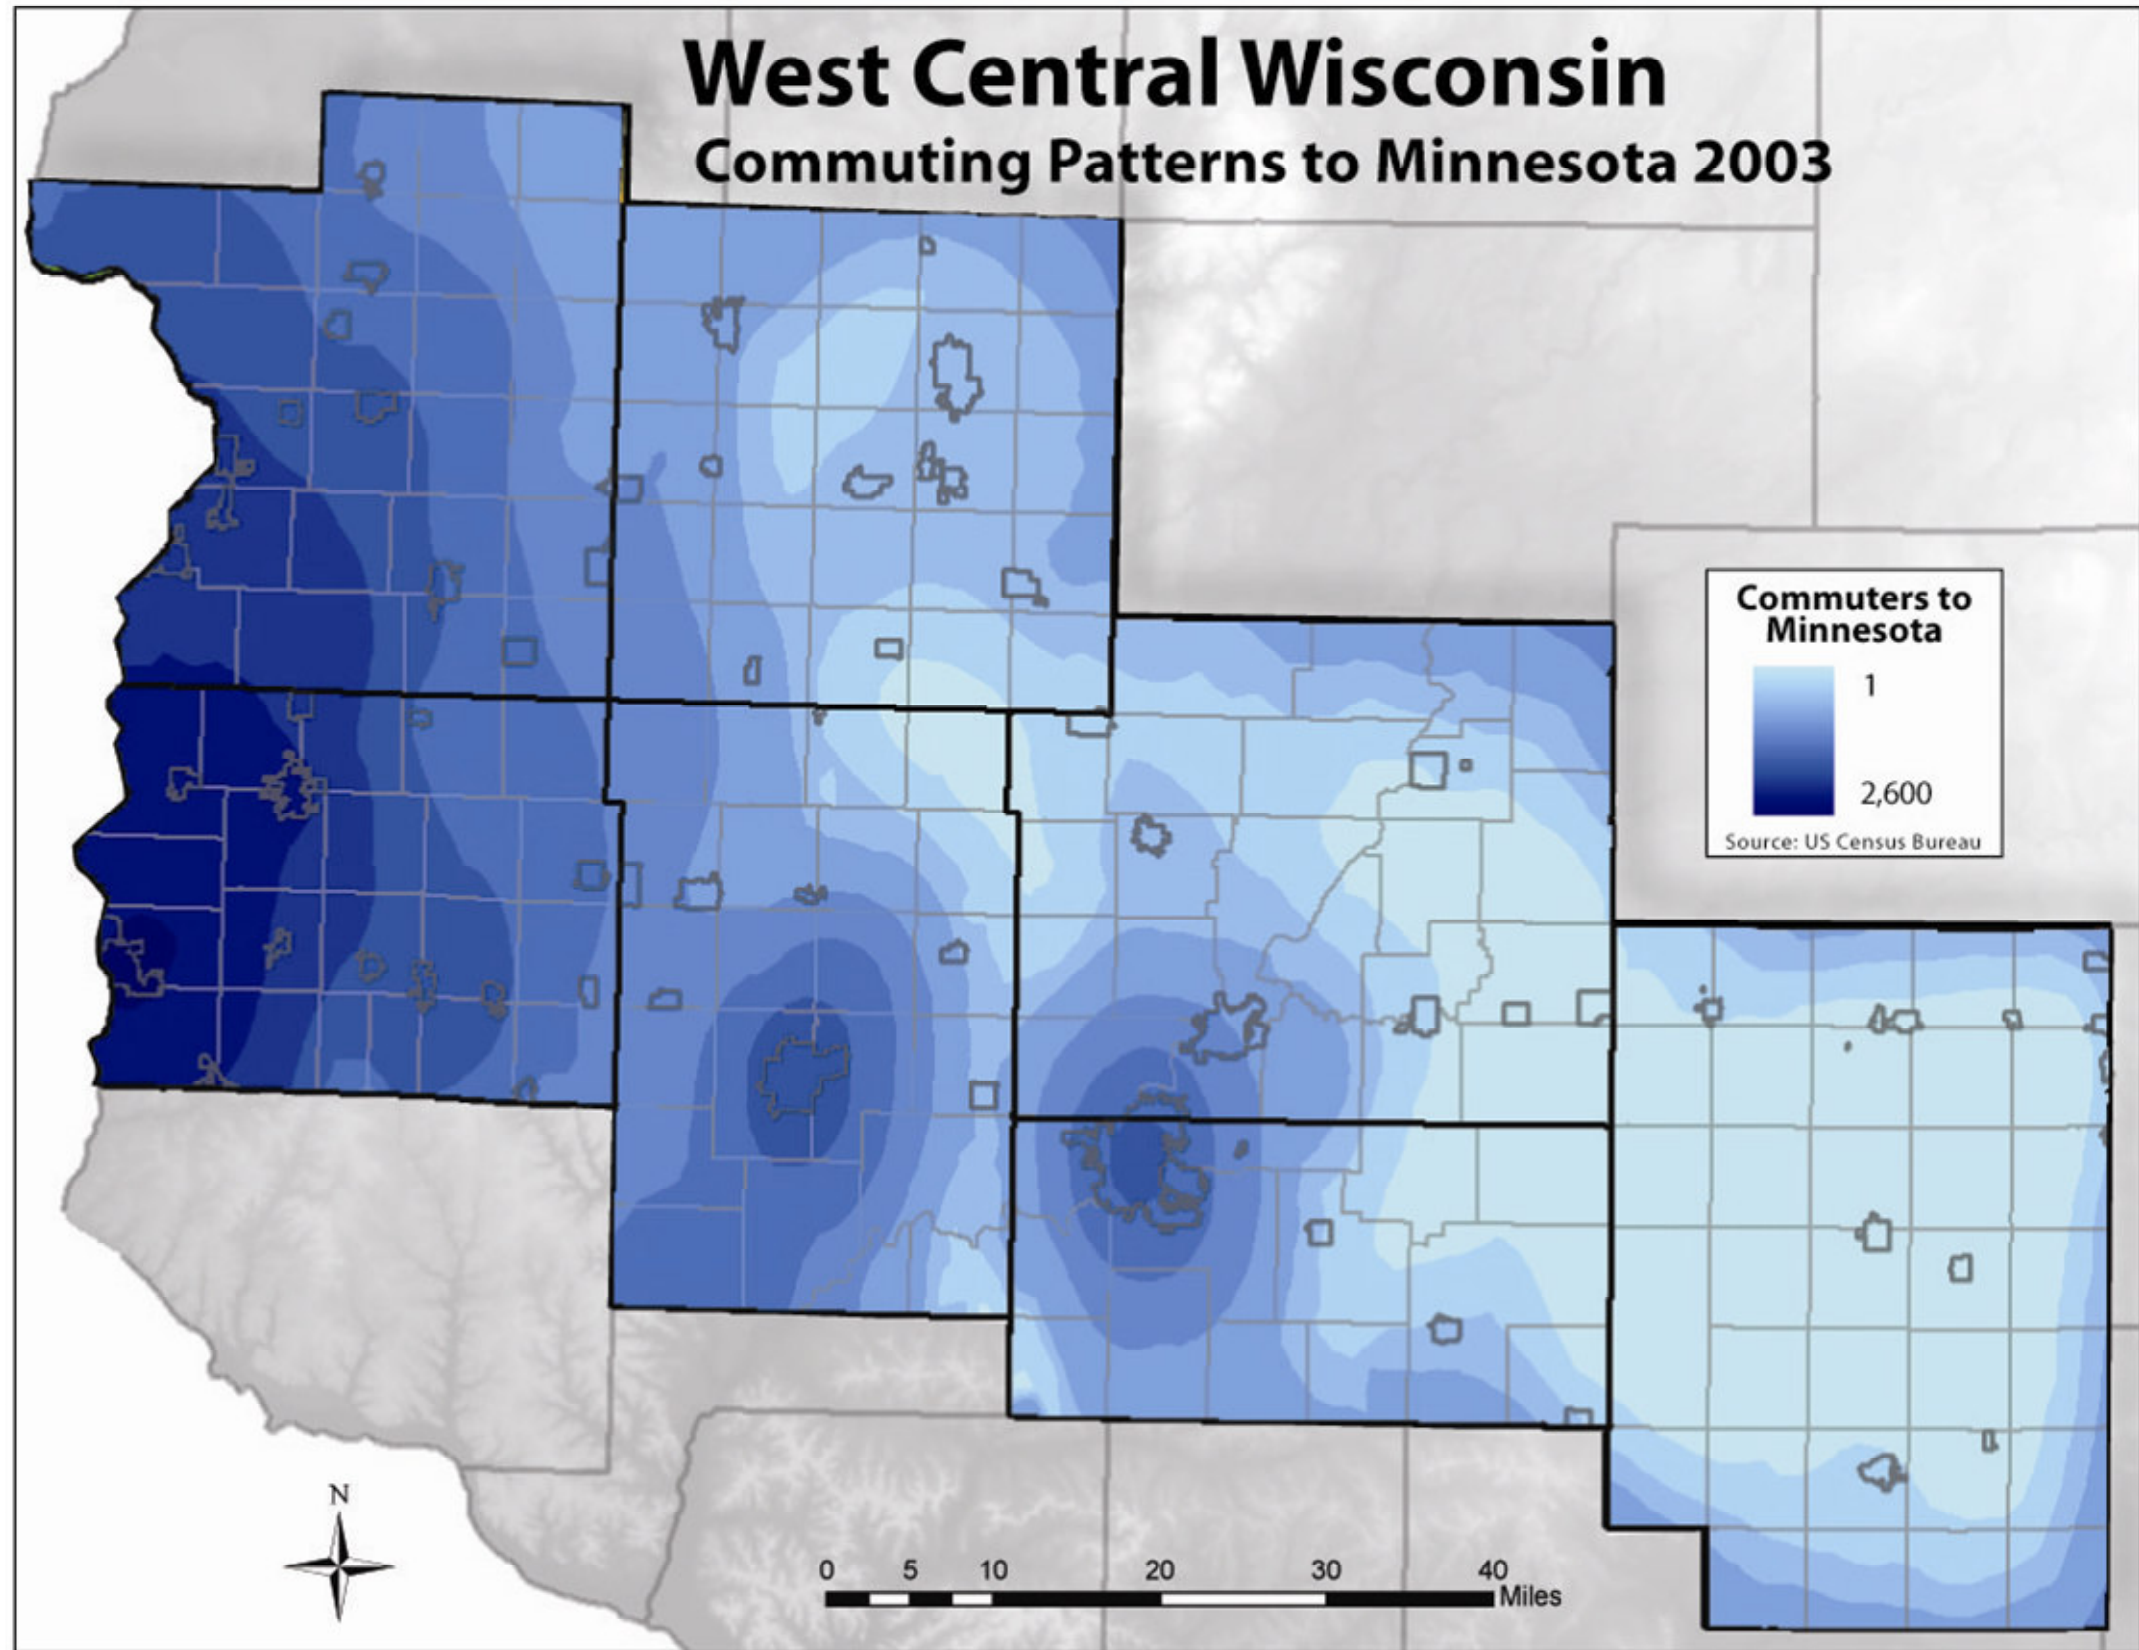 West Central Wisconsin
Commuting Patterns to Minnesota 2003
Commuters to
Minnesota
1
2,600
Source: US Census Bureau
N
0 5 10 20 30 40
Miles